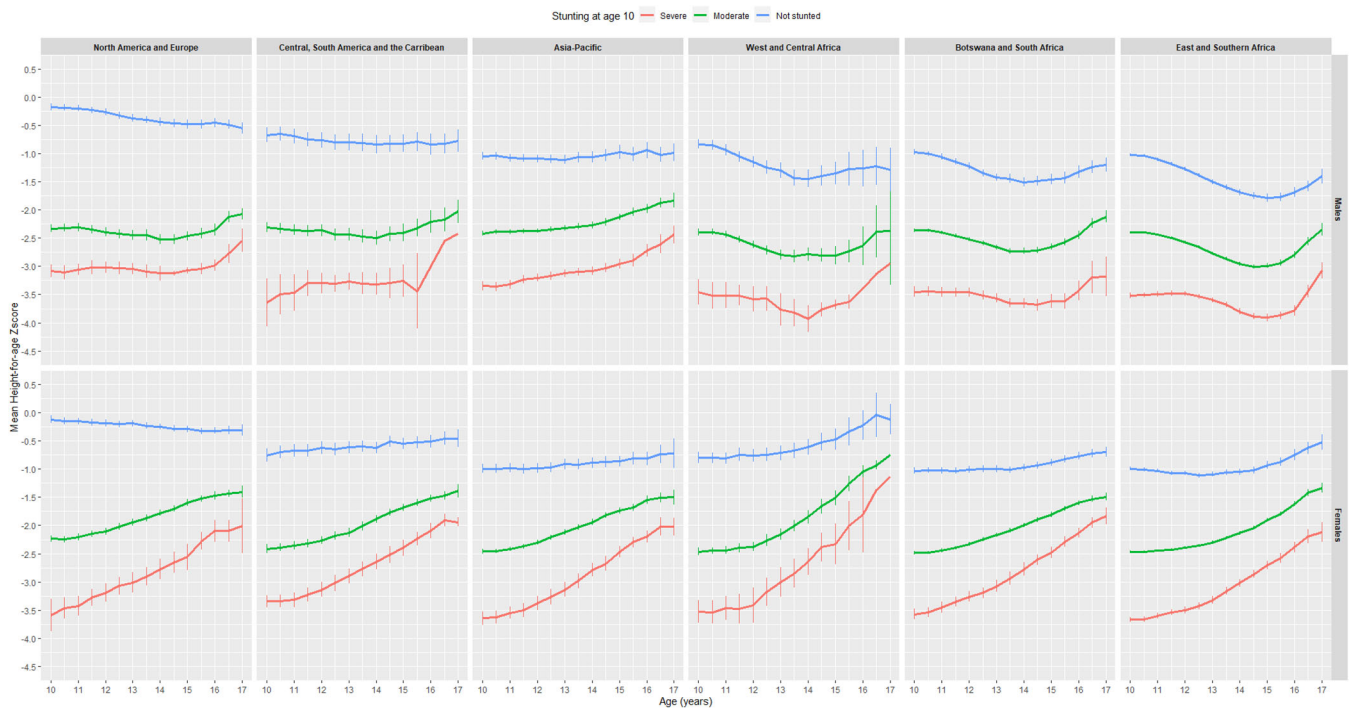 Stunting at age 10 Severe Moderate Not stunted
North America and Europe
Central, South America and the Carribean
Asia-Pacific
West and Central Africa
Botswana and South Africa
East and Southern Africa
Mean Height-for-age Zscore
0.5
0.0
-0.5
-1.0
-1.5
-2.0
-2.5
-3.0
-3.5
-4.0
-4.5
Males
0.5
0.0
-0.5
-1.0
-1.5
-2.0
-2.5
-3.0
-3.5
-4.0
-4.5
Females
10 11 12 13 14 15 16 17
10 11 12 13 14 15 16 17
10 11 12 13 14 15 16 17
10 11 12 13 14 15 16 17
10 11 12 13 14 15 16 17
10 11 12 13 14 15 16 17
Age (years)